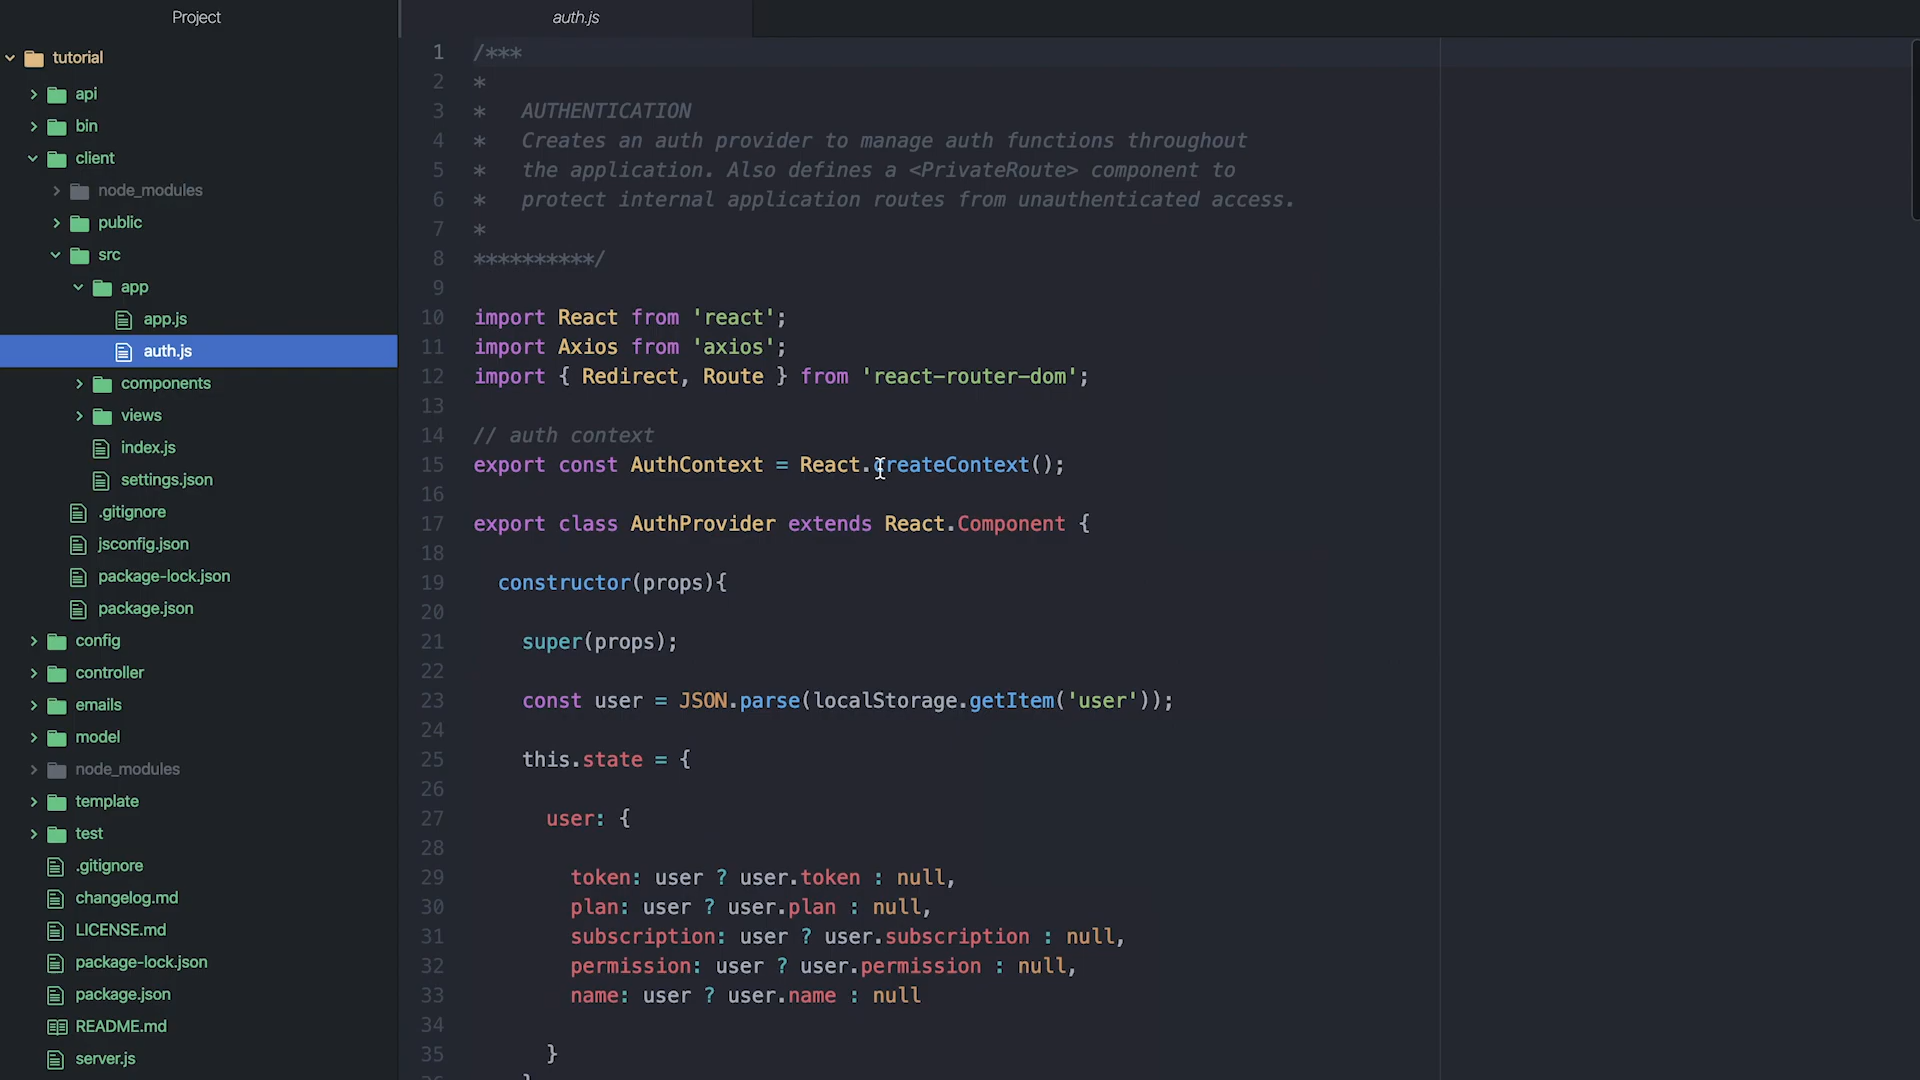 Project
tutorial
api
bin
client
node_modules
public
src
app
app.js
auth.js
components
views
index.js
settings.json
.gitignore
jsconfig.json
package-lock.json
package.json
config
controller
emails
model
node_modules
template
test
.gitignore
changelog.md
LICENSE.md
package-lock.json
package.json
README.md
server.js
auth.js
1 /***
2 *
3 * AUTHENTICATION
4 * Creates an auth provider to manage auth functions throughout
5 * the application. Also defines a <PrivateRoute> component to
6 * protect internal application routes from unauthenticated access.
7 *
8 **********/
9
10 import React from 'react';
11 import Axios from 'axios';
12 import { Redirect, Route } from 'react-router-dom';
13
14 // auth context
15 export const AuthContext = React.createContext();
16
17 export class AuthProvider extends React.Component {
18
19 constructor(props){
20
21 super(props);
22
23 const user = JSON.parse(localStorage.getItem('user'));
24
25 this.state = {
26
27 user: {
28
29 token: user ? user.token : null,
30 plan: user ? user.plan : null,
31 subscription: user ? user.subscription : null,
32 permission: user ? user.permission : null,
33 name: user ? user.name : null
34
35 }